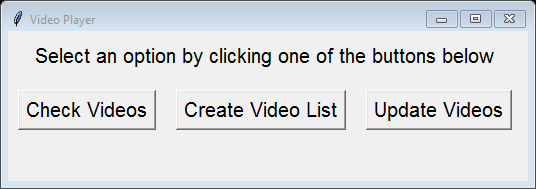 Video Player
Select an option by clicking one of the buttons below
Check Videos Create Video List Update Videos